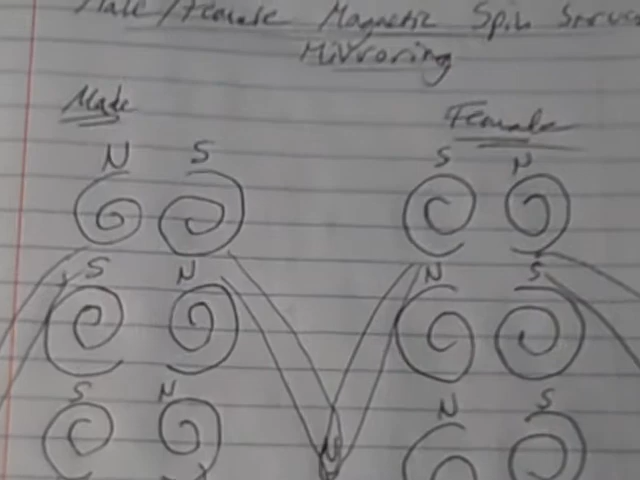 Male/Female Magnetic Spin
Mirroring
Male Female
N S S N
S N N S
S N N S